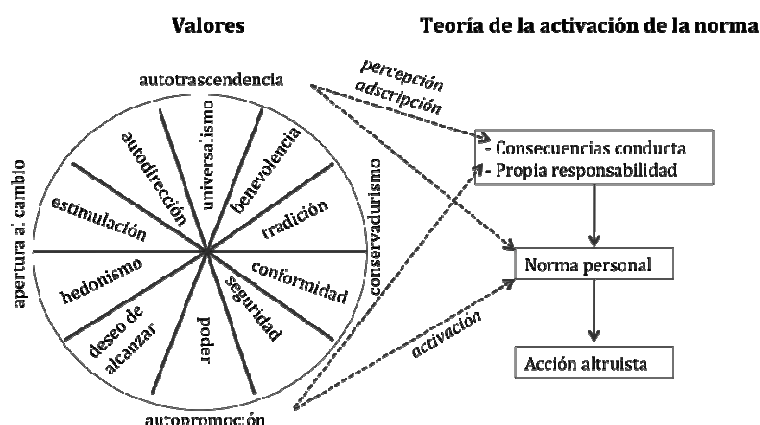 Valores
Teoría de la activación de la norma
autotrascendencia
percepción
adscripción
universalismo
autodirección
benevolencia
estimulación
tradición
apertura al cambio
conservadurismo
hedonismo
conformidad
deseo de
alcanzar
poder
seguridad
autopromoción
- Consecuencias conducta
- Propia responsabilidad
Norma personal
activación
Acción altruista